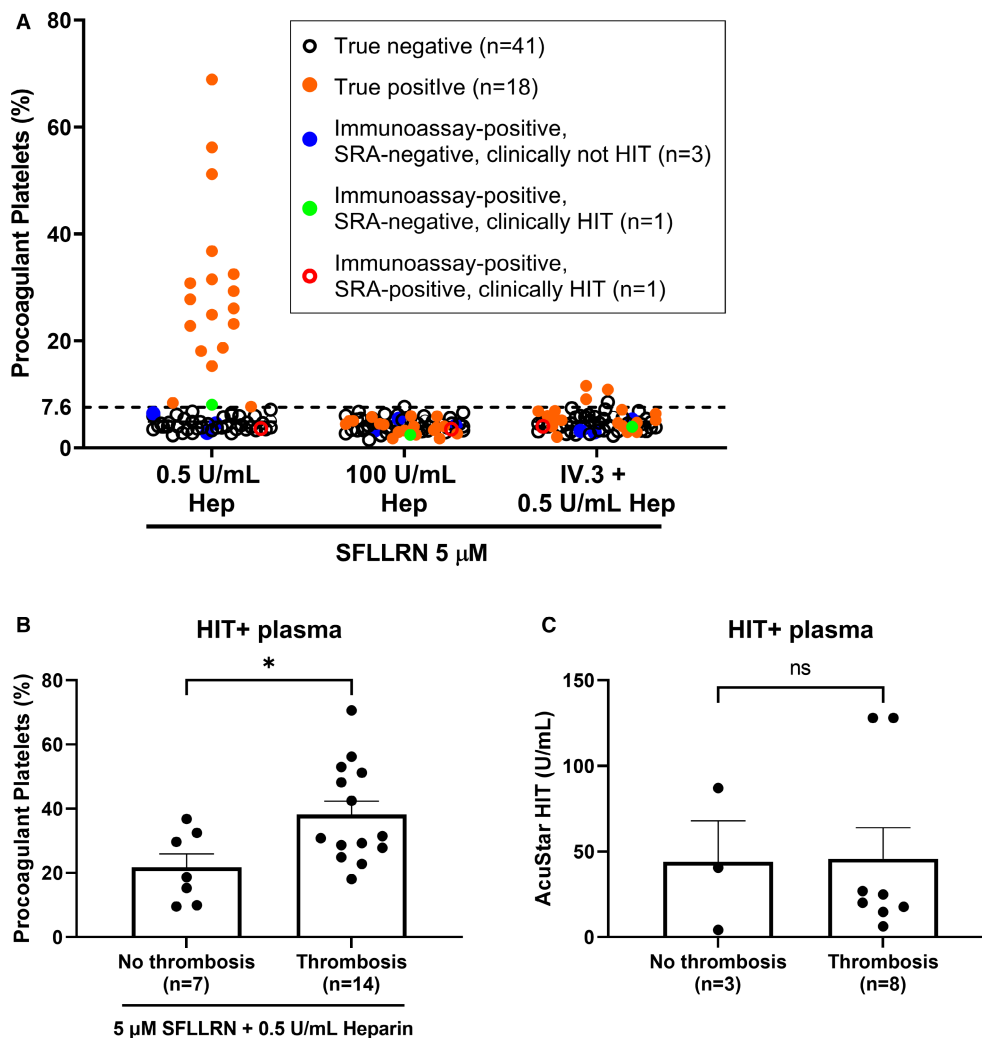 A
Procoagulant Platelets (%)
80
60
40
20
7.6
0
True negative (n=41)
True positIve (n=18)
Immunoassay-positive,
SRA-negative, clinically not HIT (n=3)
Immunoassay-positive,
SRA-negative, clinically HIT (n=1)
Immunoassay-positive,
SRA-positive, clinically HIT (n=1)
0.5 U/mL
Hep
100 U/mL
Hep
IV.3 +
0.5 U/mL Hep
SFLLRN 5 μM
B
HIT+ plasma
*
Procoagulant Platelets (%)
80
60
40
20
0
No thrombosis
(n=7)
Thrombosis
(n=14)
5 μM SFLLRN + 0.5 U/mL Heparin
C
HIT+ plasma
ns
AcuStar HIT (U/mL)
150
100
50
0
No thrombosis
(n=3)
Thrombosis
(n=8)